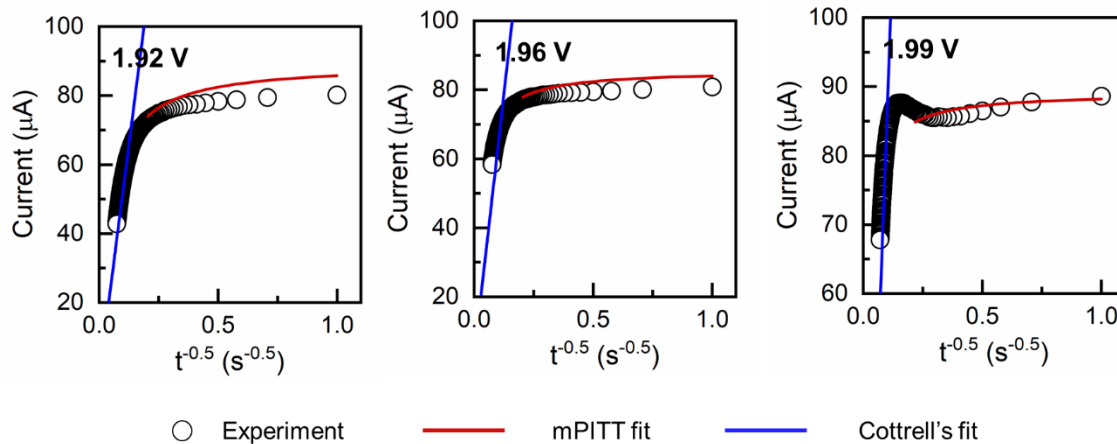 100
80
60
40
20
Current (μA)
1.92 V
0.0 0.5 1.0
t-0.5 (s-0.5)
100
80
60
40
20
Current (μA)
1.96 V
0.0 0.5 1.0
t-0.5 (s-0.5)
100
90
80
70
60
Current (μA)
1.99 V
0.0 0.5 1.0
t-0.5 (s-0.5)
Experiment mPITT fit Cottrell's fit